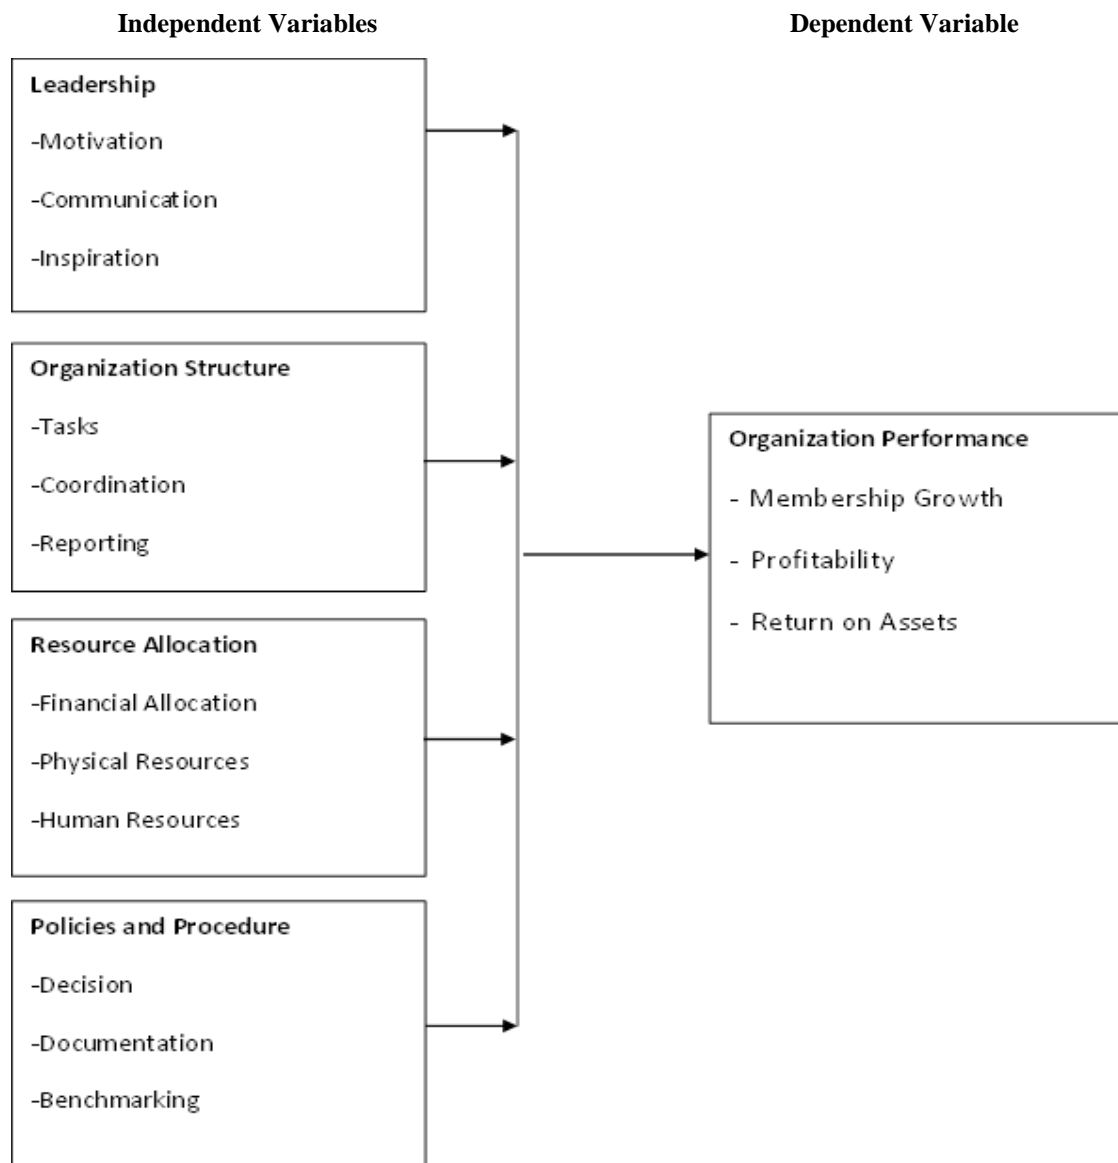 Independent Variables
Dependent Variable
Leadership
-Motivation
-Communication
-Inspiration
Organization Structure
-Tasks
-Coordination
-Reporting
Resource Allocation
-Financial Allocation
-Physical Resources
-Human Resources
Policies and Procedure
-Decision
-Documentation
-Benchmarking
Organization Performance
- Membership Growth
- Profitability
- Return on Assets